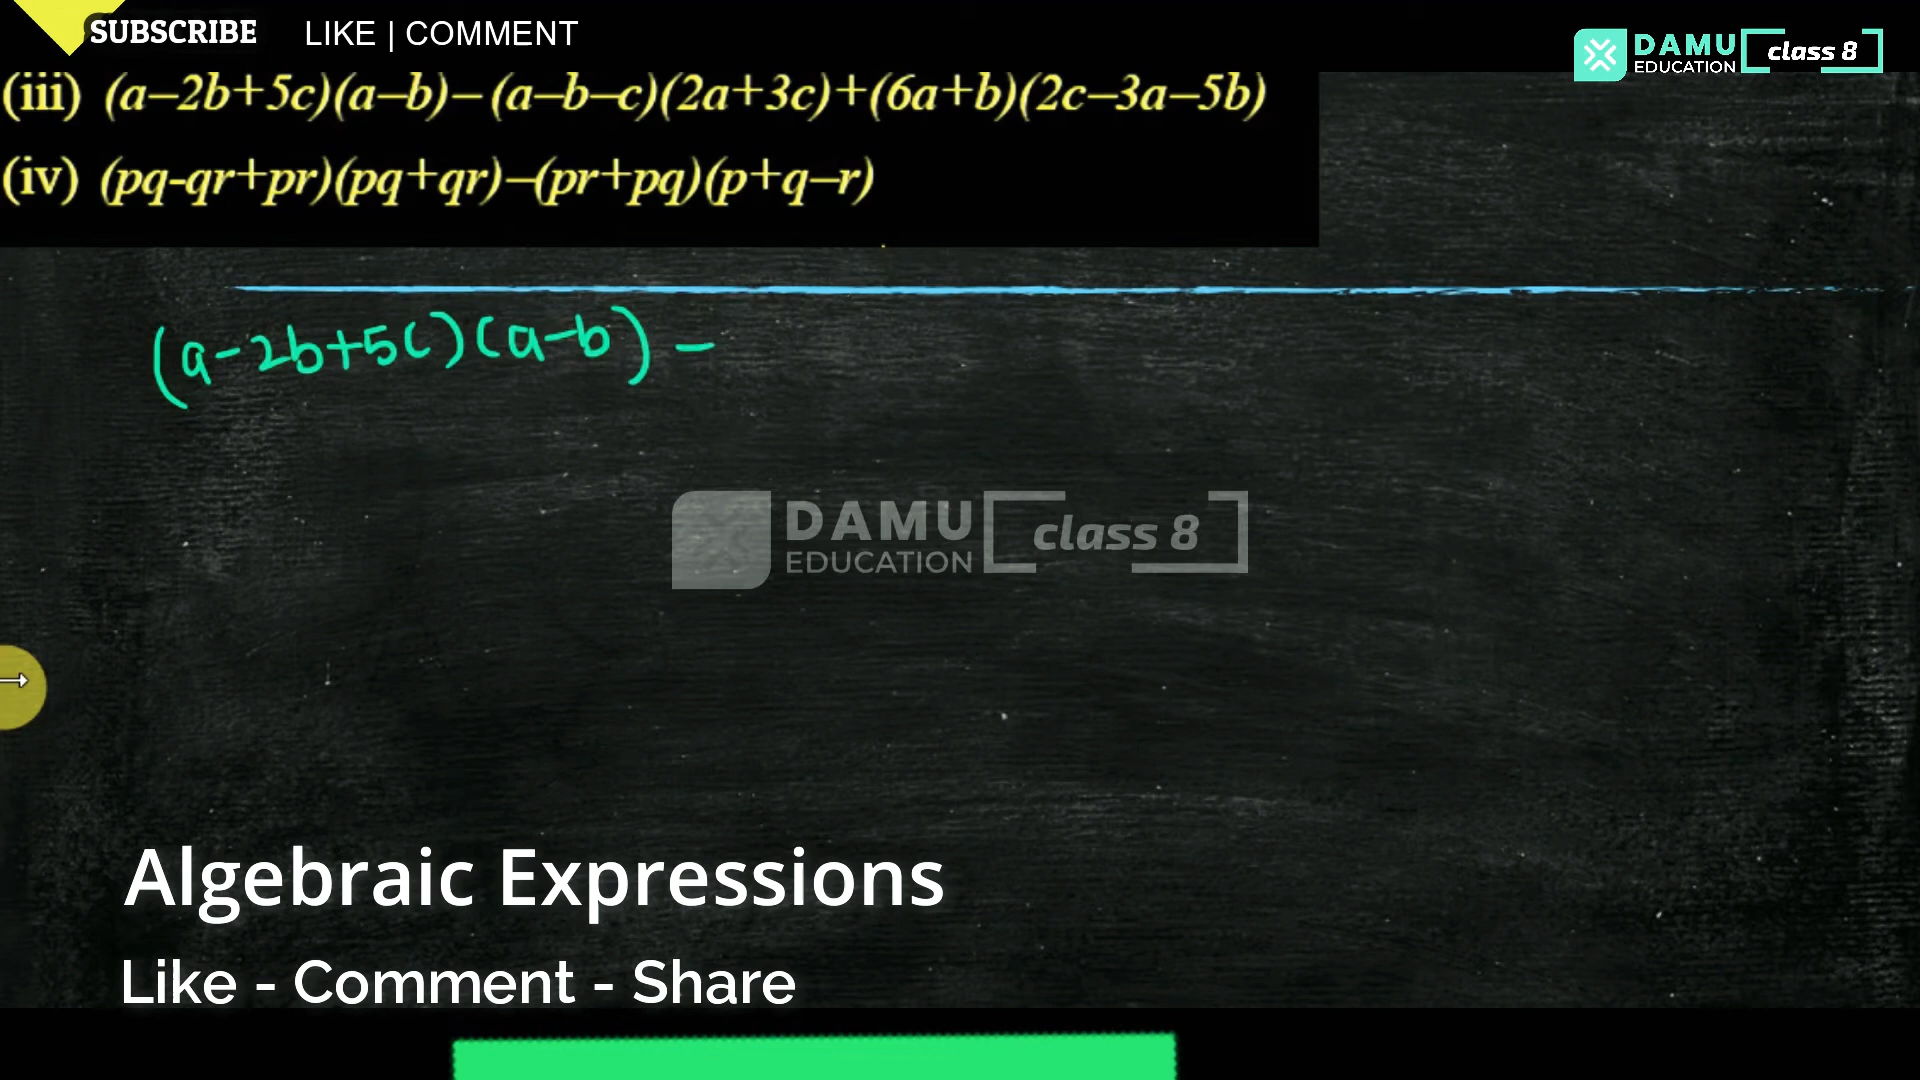 SUBSCRIBE LIKE | COMMENT
DAMU EDUCATION class 8
(iii) (a–2b+5c)(a–b)–(a–b–c)(2a+3c)+(6a+b)(2c–3a–5b)
(iv) (pq-qr+pr)(pq+qr)–(pr+pq)(p+q–r)
(a-2b+5c)(a-b) -
DAMU EDUCATION class 8
Algebraic Expressions
Like - Comment - Share